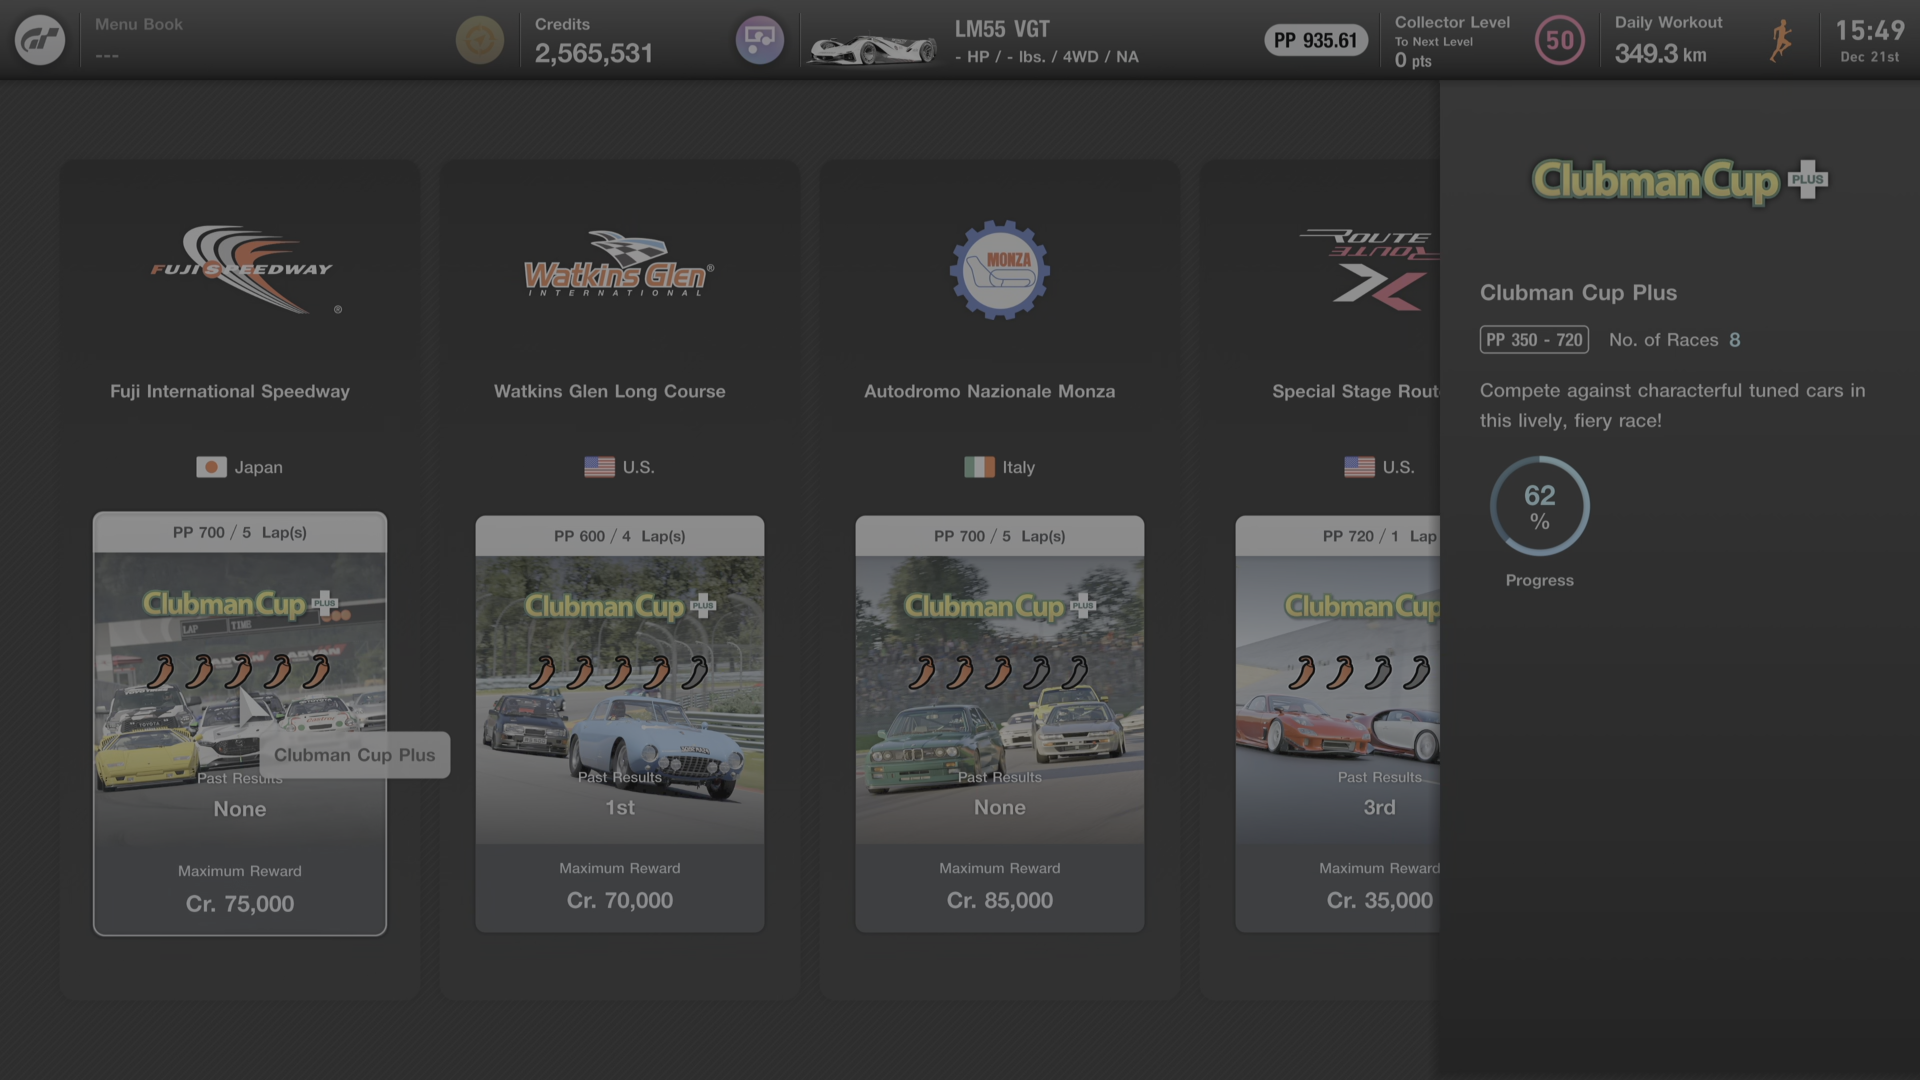 Menu Book
---
Credits
2,565,531
LM55 VGT
- HP / - lbs. / 4WD / NA
PP 935.61
Collector Level
To Next Level
0 pts
50
Daily Workout
349.3 km
15:49
Dec 21st
FUJI SPEEDWAY
®
Fuji International Speedway
Japan
PP 700 / 5 Lap(s)
Clubman Cup PLUS
LAP TIME
ADVAN
Clubman Cup Plus
Past Results
None
Maximum Reward
Cr. 75,000
Watkins Glen®
INTERNATIONAL
Watkins Glen Long Course
U.S.
PP 600 / 4 Lap(s)
Clubman Cup PLUS
Past Results
1st
Maximum Reward
Cr. 70,000
MONZA
Autodromo Nazionale Monza
Italy
PP 700 / 5 Lap(s)
Clubman Cup PLUS
Past Results
None
Maximum Reward
Cr. 85,000
ROUTE
ROUTE
X
Special Stage Rout
U.S.
PP 720 / 1 Lap
Clubman Cup
Past Results
3rd
Maximum Reward
Cr. 35,000
Clubman Cup PLUS
Clubman Cup Plus
PP 350 - 720
No. of Races 8
Compete against characterful tuned cars in
this lively, fiery race!
62
%
Progress